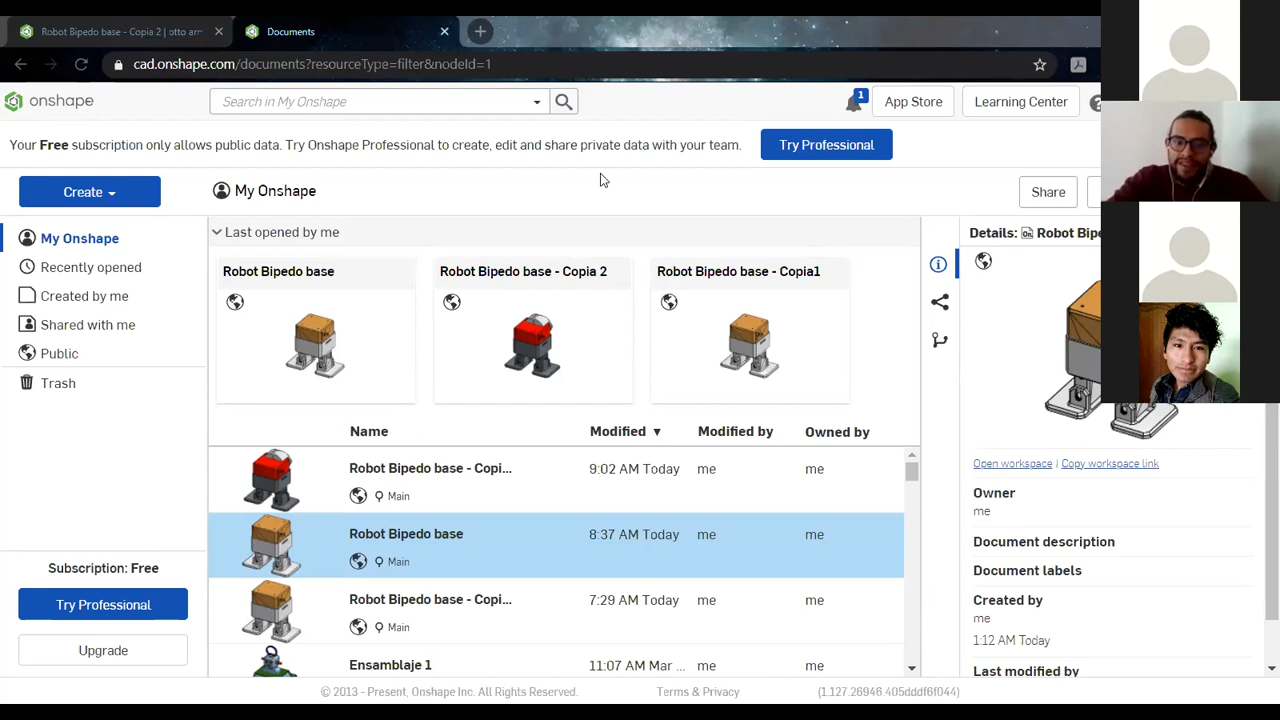 Robot Bipedo base - Copia 2 | otto arr
Documents
cad.onshape.com/documents?resourceType=filter&nodeId=1
onshape
Search in My Onshape
1
App Store
Learning Center
Your Free subscription only allows public data. Try Onshape Professional to create, edit and share private data with your team.
Try Professional
Create
My Onshape
Share
My Onshape
Recently opened
Created by me
Shared with me
Public
Trash
Subscription: Free
Try Professional
Upgrade
Last opened by me
Robot Bipedo base
Robot Bipedo base - Copia 2
Robot Bipedo base - Copia1
Name Modified Modified by Owned by
Robot Bipedo base - Copi... 9:02 AM Today me me
Main
Robot Bipedo base 8:37 AM Today me me
Main
Robot Bipedo base - Copi... 7:29 AM Today me me
Main
Ensamblaje 1 11:07 AM Mar ... me me
Details: Robot Bipe
Open workspace | Copy workspace link
Owner
me
Document description
Document labels
Created by
me
1:12 AM Today
Last modified by
© 2013 - Present, Onshape Inc. All Rights Reserved. Terms & Privacy (1.127.26946.405dddf6f044)